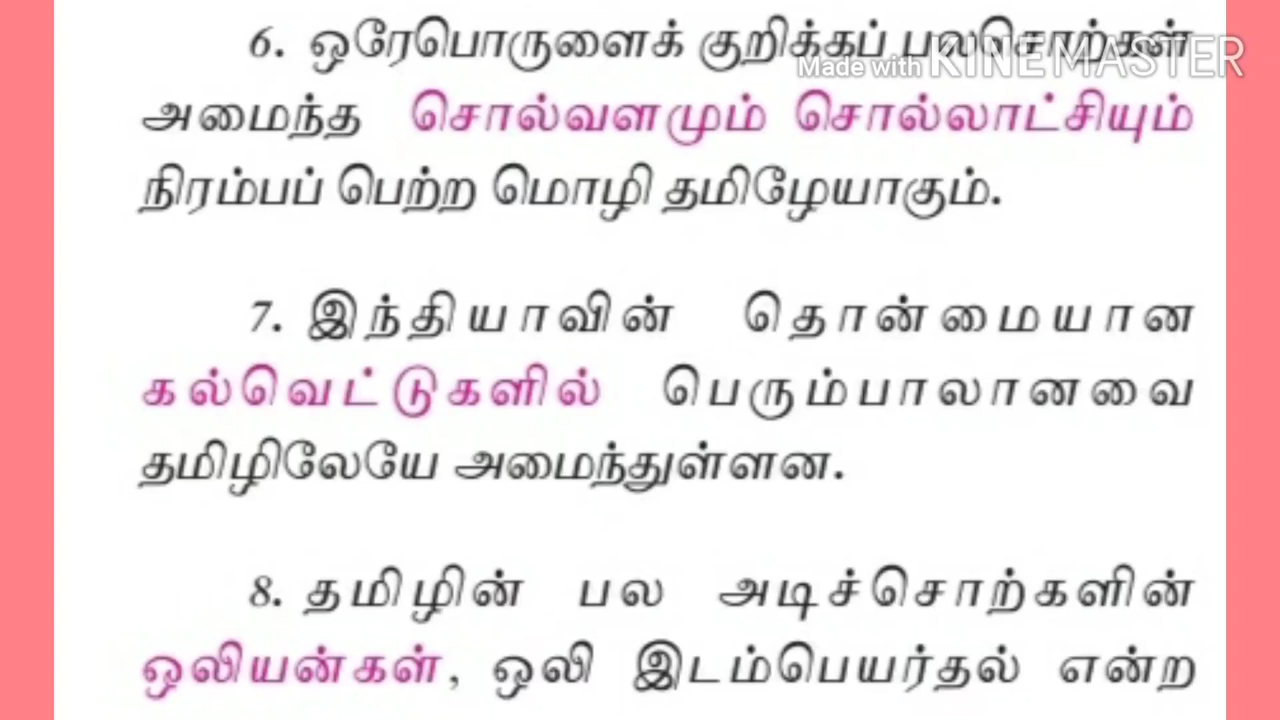 6. ஒரேபொருளைக் குறிக்கப் பலசொற்கள்
Made with KINEMASTER
அமைந்த சொல்வளமும் சொல்லாட்சியும்
நிரம்பப் பெற்ற மொழி தமிழேயாகும்.
7. இந்தியாவின் தொன்மையான
கல்வெட்டுகளில் பெரும்பாலானவை
தமிழிலேயே அமைந்துள்ளன.
8. தமிழின் பல அடிச்சொற்களின்
ஒலியன்கள், ஒலி இடம்பெயர்தல் என்ற